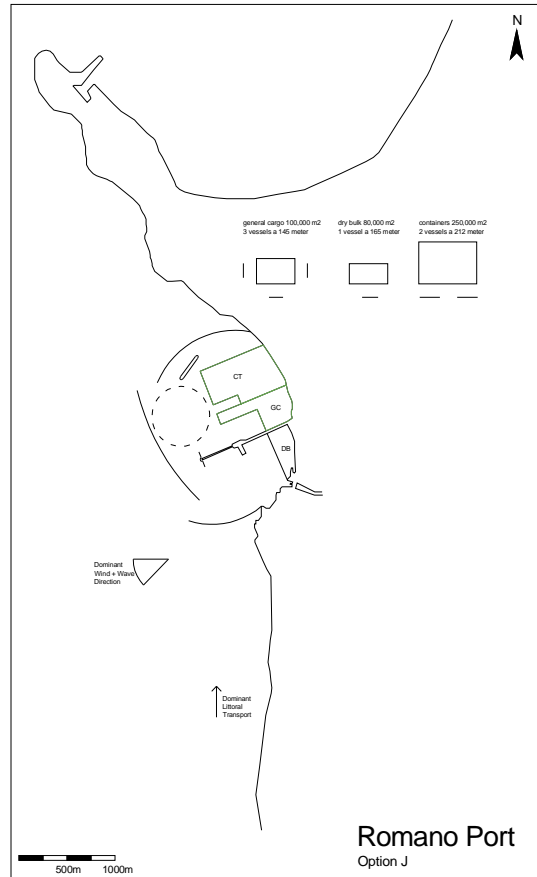 N
general cargo 100,000 m2
3 vessels a 145 meter
dry bulk 80,000 m2
1 vessel a 165 meter
containers 250,000 m2
2 vessels a 212 meter
CT
GC
DB
Dominant
Wind + Wave
Direction
Dominant
Littoral
Transport
Romano Port
Option J
500m
1000m